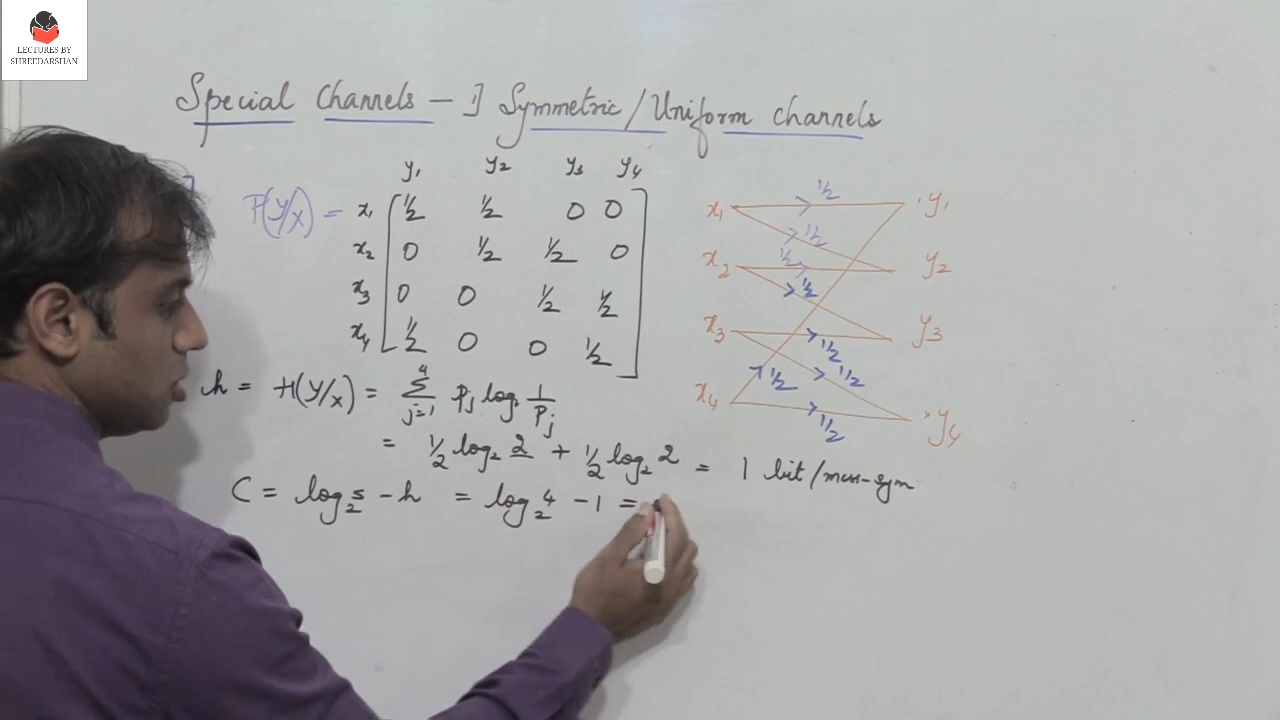 LECTURES BY
SHREEDARSHAN
Special Channels – 1] Symmetric/Uniform channels
y₁ y₂ y₃ y₄
P(Y/X) = x₁ ½ ½ 0 0
x₂ 0 ½ ½ 0
x₃ 0 0 ½ ½
x₄ ½ 0 0 ½
x₁ ½ y₁
½
x₂ ½ y₂
½
x₃ ½ y₃
½
x₄ ½ y₄
½
h = H(Y/X) = Σ j=1 4 Pj log 1/Pj
= ½ log₂ 2 + ½ log₂ 2 = 1 bit/mess-sym
C = log₂ s – h = log₂ 4 – 1 =